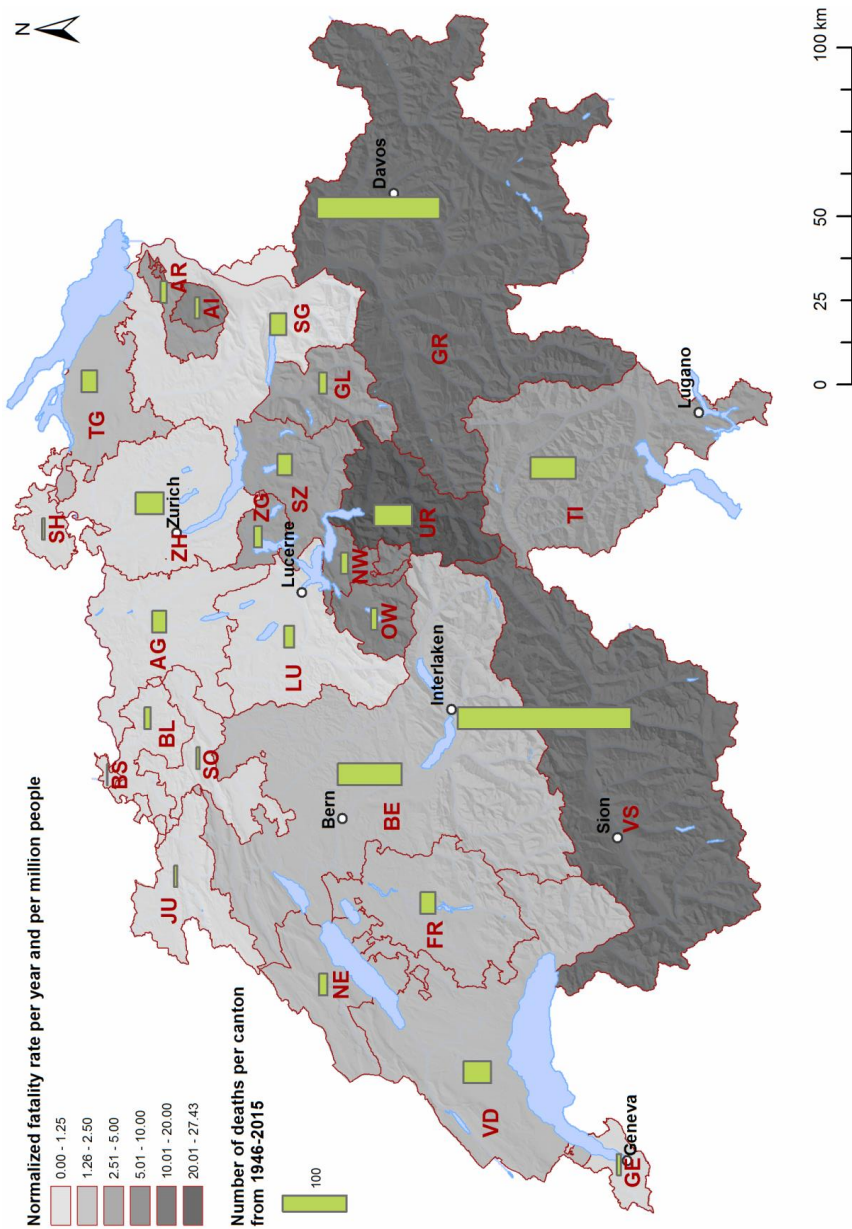 Normalized fatality rate per year and per million people
0.00 - 1.25
1.26 - 2.50
2.51 - 5.00
5.01 - 10.00
10.01 - 20.00
20.01 - 27.43
Number of deaths per canton
from 1946-2015
100
N
SH
BS
TG
BL
AG
ZH
Zurich
AR
JU
SO
AI
ZG
Lucerne
SZ
SG
LU
NE
Bern
NW
GL
BE
OW
UR
Davos
FR
Interlaken
GR
VD
TI
GE
Geneva
Sion
VS
Lugano
0
25
50
100 km